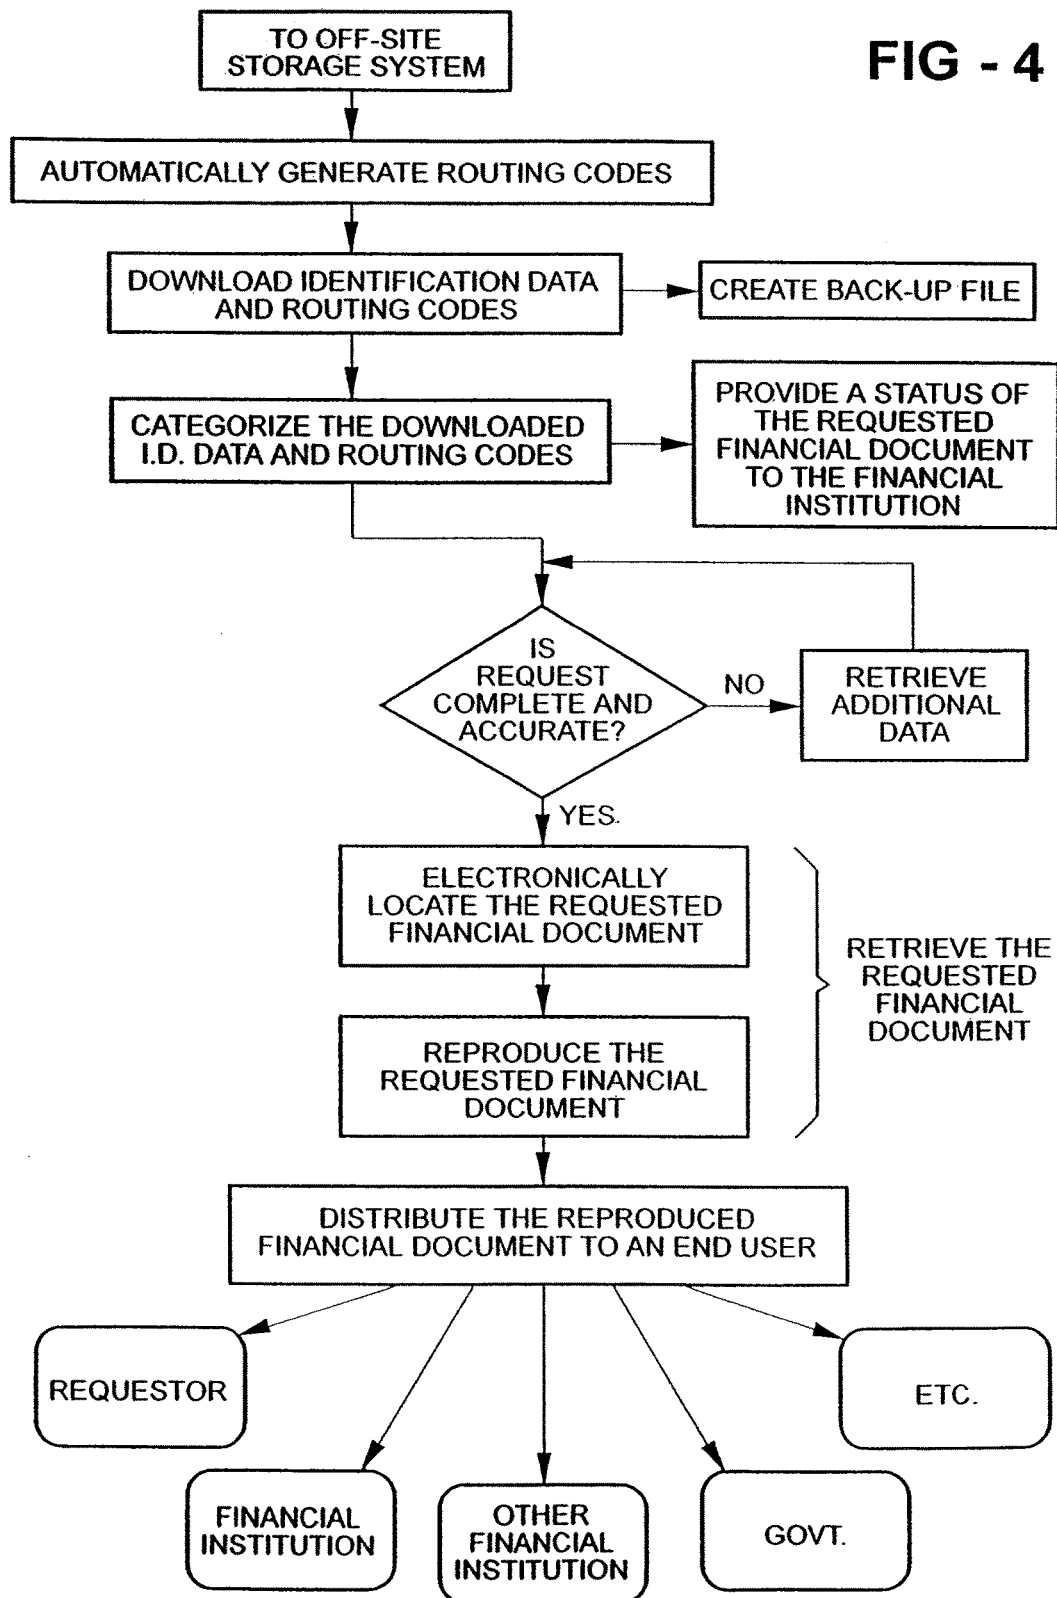 FIG - 4
TO OFF-SITE
STORAGE SYSTEM
AUTOMATICALLY GENERATE ROUTING CODES
DOWNLOAD IDENTIFICATION DATA
AND ROUTING CODES
CREATE BACK-UP FILE
CATEGORIZE THE DOWNLOADED
I.D. DATA AND ROUTING CODES
PROVIDE A STATUS OF
THE REQUESTED
FINANCIAL DOCUMENT
TO THE FINANCIAL
INSTITUTION
IS
REQUEST
COMPLETE AND
ACCURATE?
NO
RETRIEVE
ADDITIONAL
DATA
YES.
ELECTRONICALLY
LOCATE THE REQUESTED
FINANCIAL DOCUMENT
REPRODUCE THE
REQUESTED FINANCIAL
DOCUMENT
RETRIEVE THE
REQUESTED
FINANCIAL
DOCUMENT
DISTRIBUTE THE REPRODUCED
FINANCIAL DOCUMENT TO AN END USER
REQUESTOR
FINANCIAL
INSTITUTION
OTHER
FINANCIAL
INSTITUTION
GOVT.
ETC.